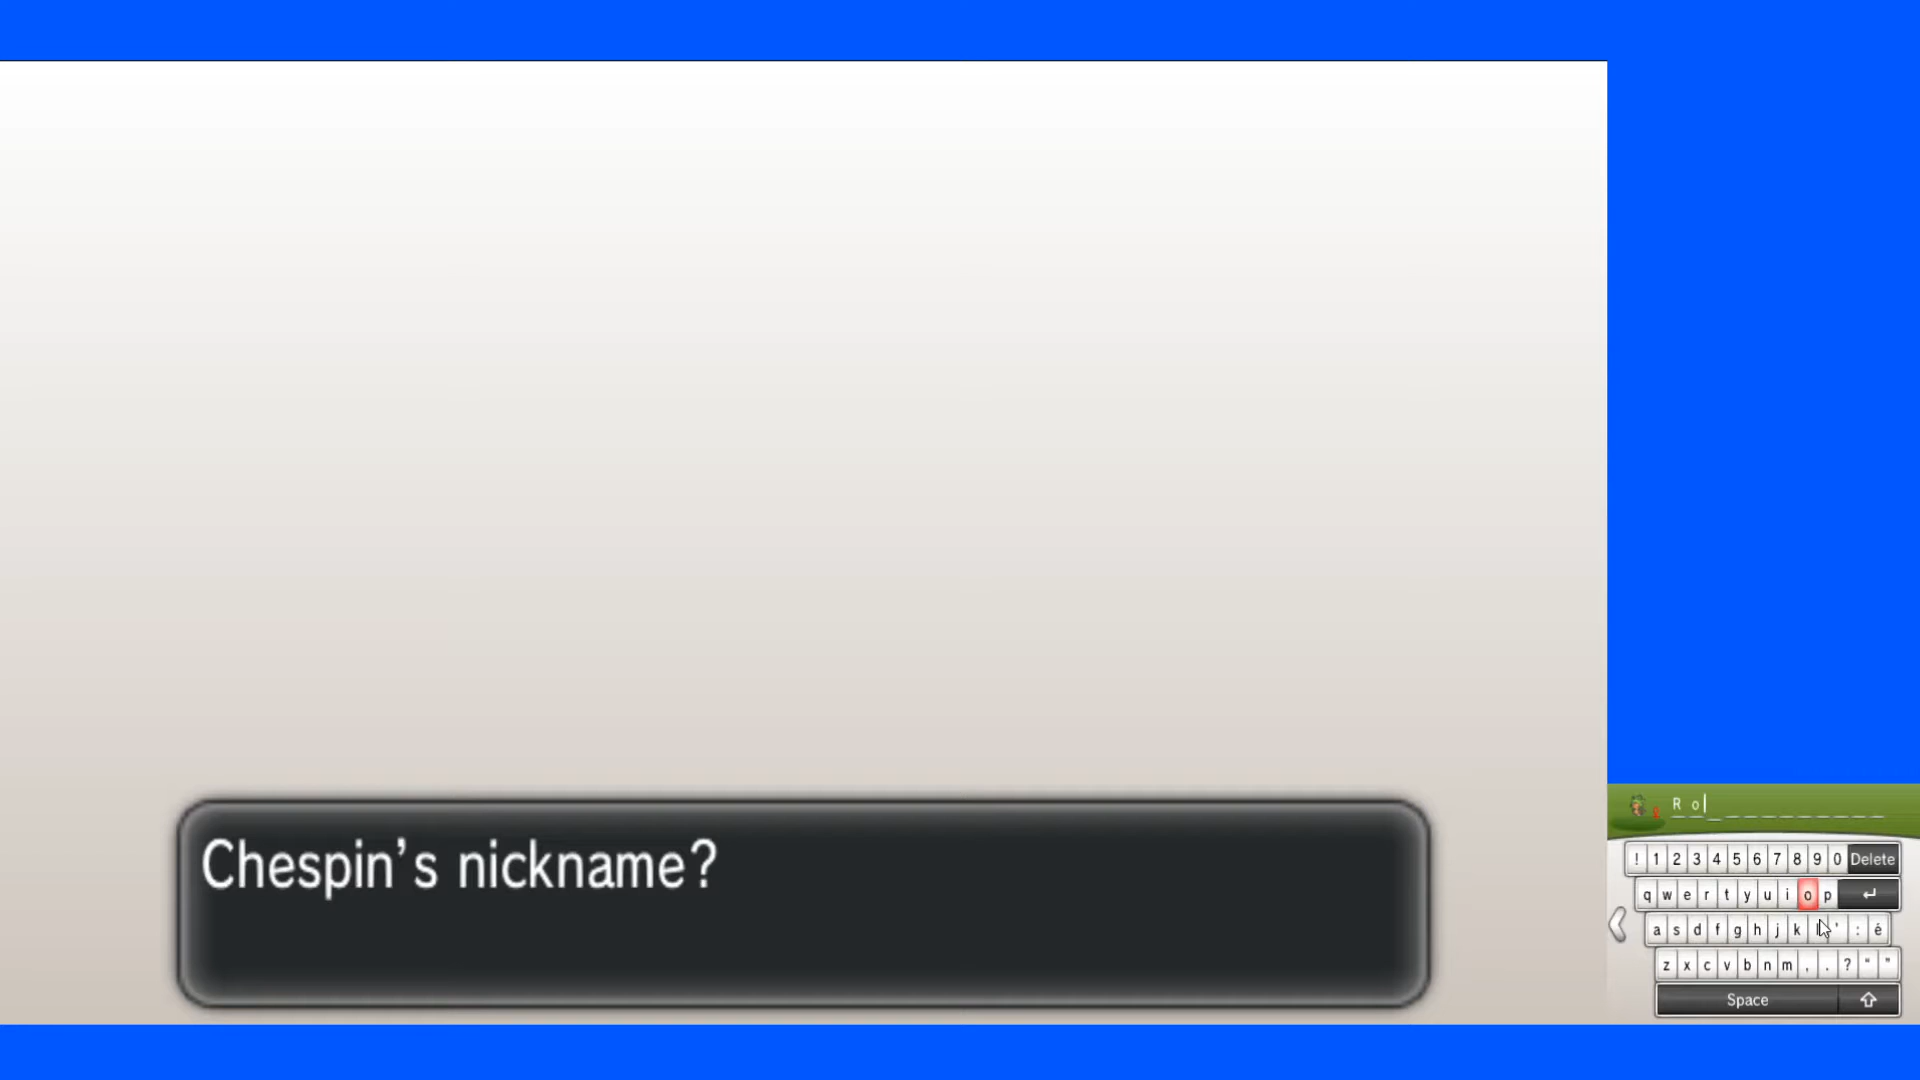 Chespin's nickname?
R o
! 1 2 3 4 5 6 7 8 9 0 Delete
q w e r t y u i o p ↵
a s d f g h j k l ' : é
z x c v b n m , . ? “ ”
Space